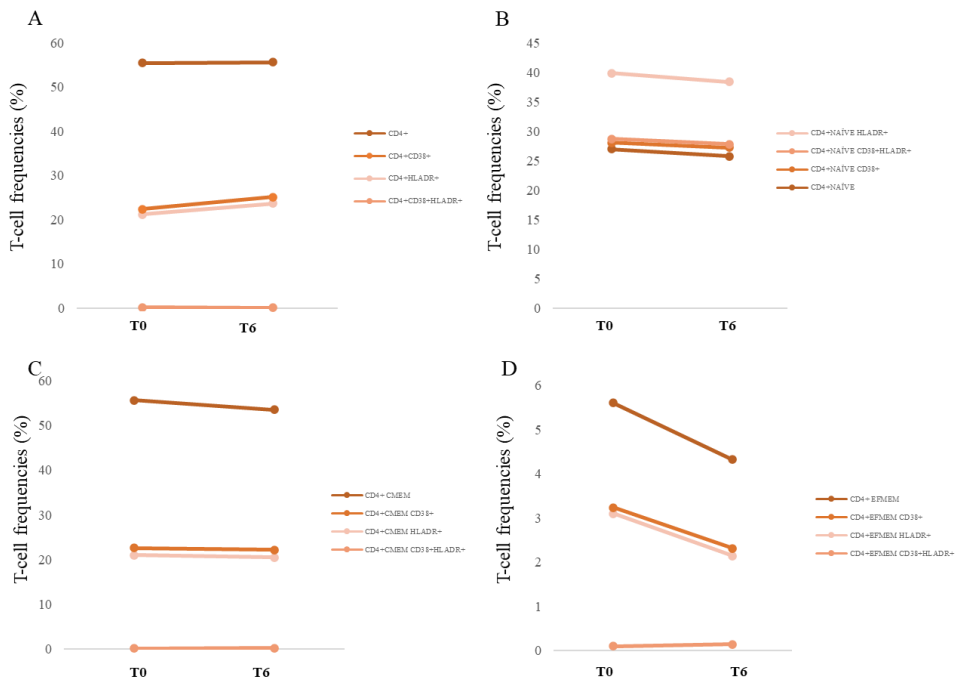 A
T-cell frequencies (%)
60
50
40
30
20
10
0
T0
T6
CD4+
CD4+CD38+
CD4+HLADR+
CD4+CD38+HLADR+
B
T-cell frequencies (%)
45
40
35
30
25
20
15
10
5
0
T0
T6
CD4+NAÍVE HLADR+
CD4+NAÍVE CD38+HLADR+
CD4+NAÍVE CD38+
CD4+NAÍVE
C
T-cell frequencies (%)
60
50
40
30
20
10
0
T0
T6
CD4+ CMEM
CD4+CMEM CD38+
CD4+CMEM HLADR+
CD4+CMEM CD38+HLADR+
D
T-cell frequencies (%)
6
5
4
3
2
1
0
T0
T6
CD4+ EFMEM
CD4+EFMEM CD38+
CD4+EFMEM HLADR+
CD4+EFMEM CD38+HLADR+